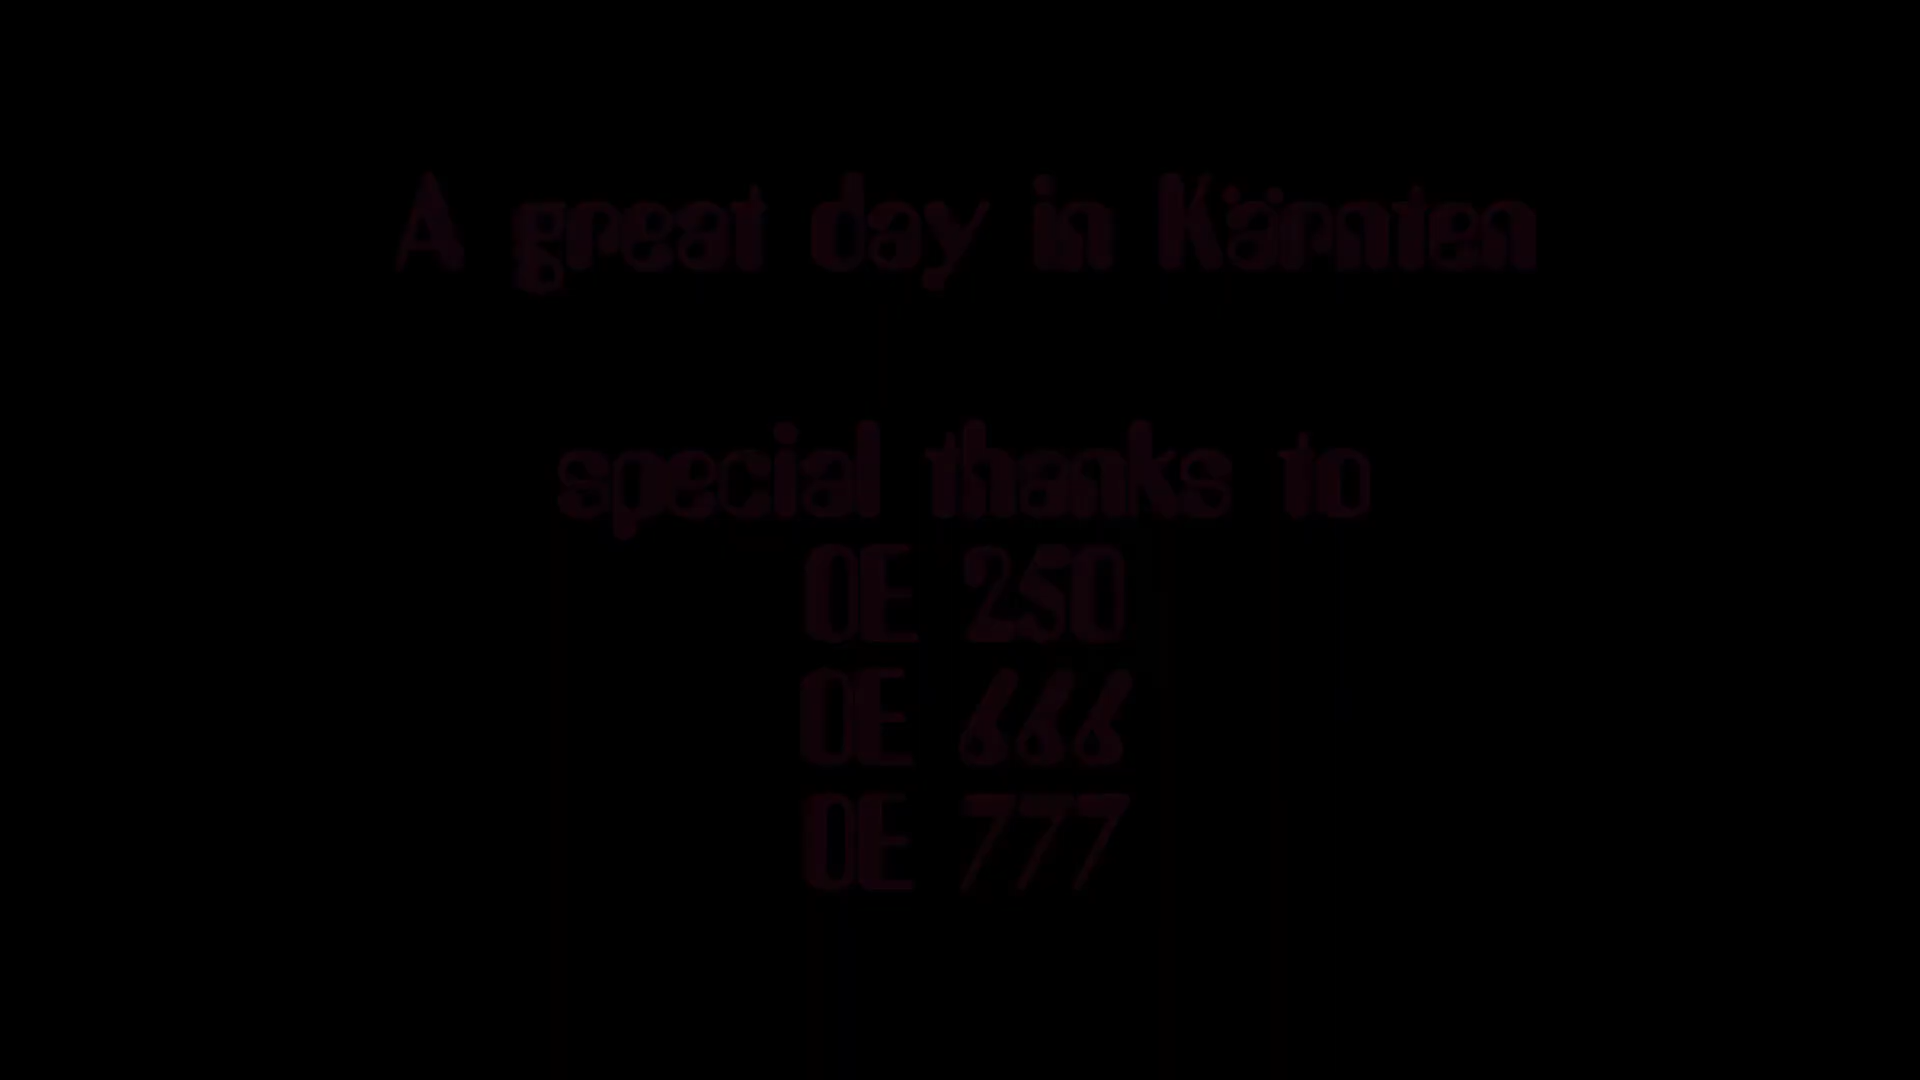 A great day in Kärnten
special thanks to
OE 250
OE 666
OE 777